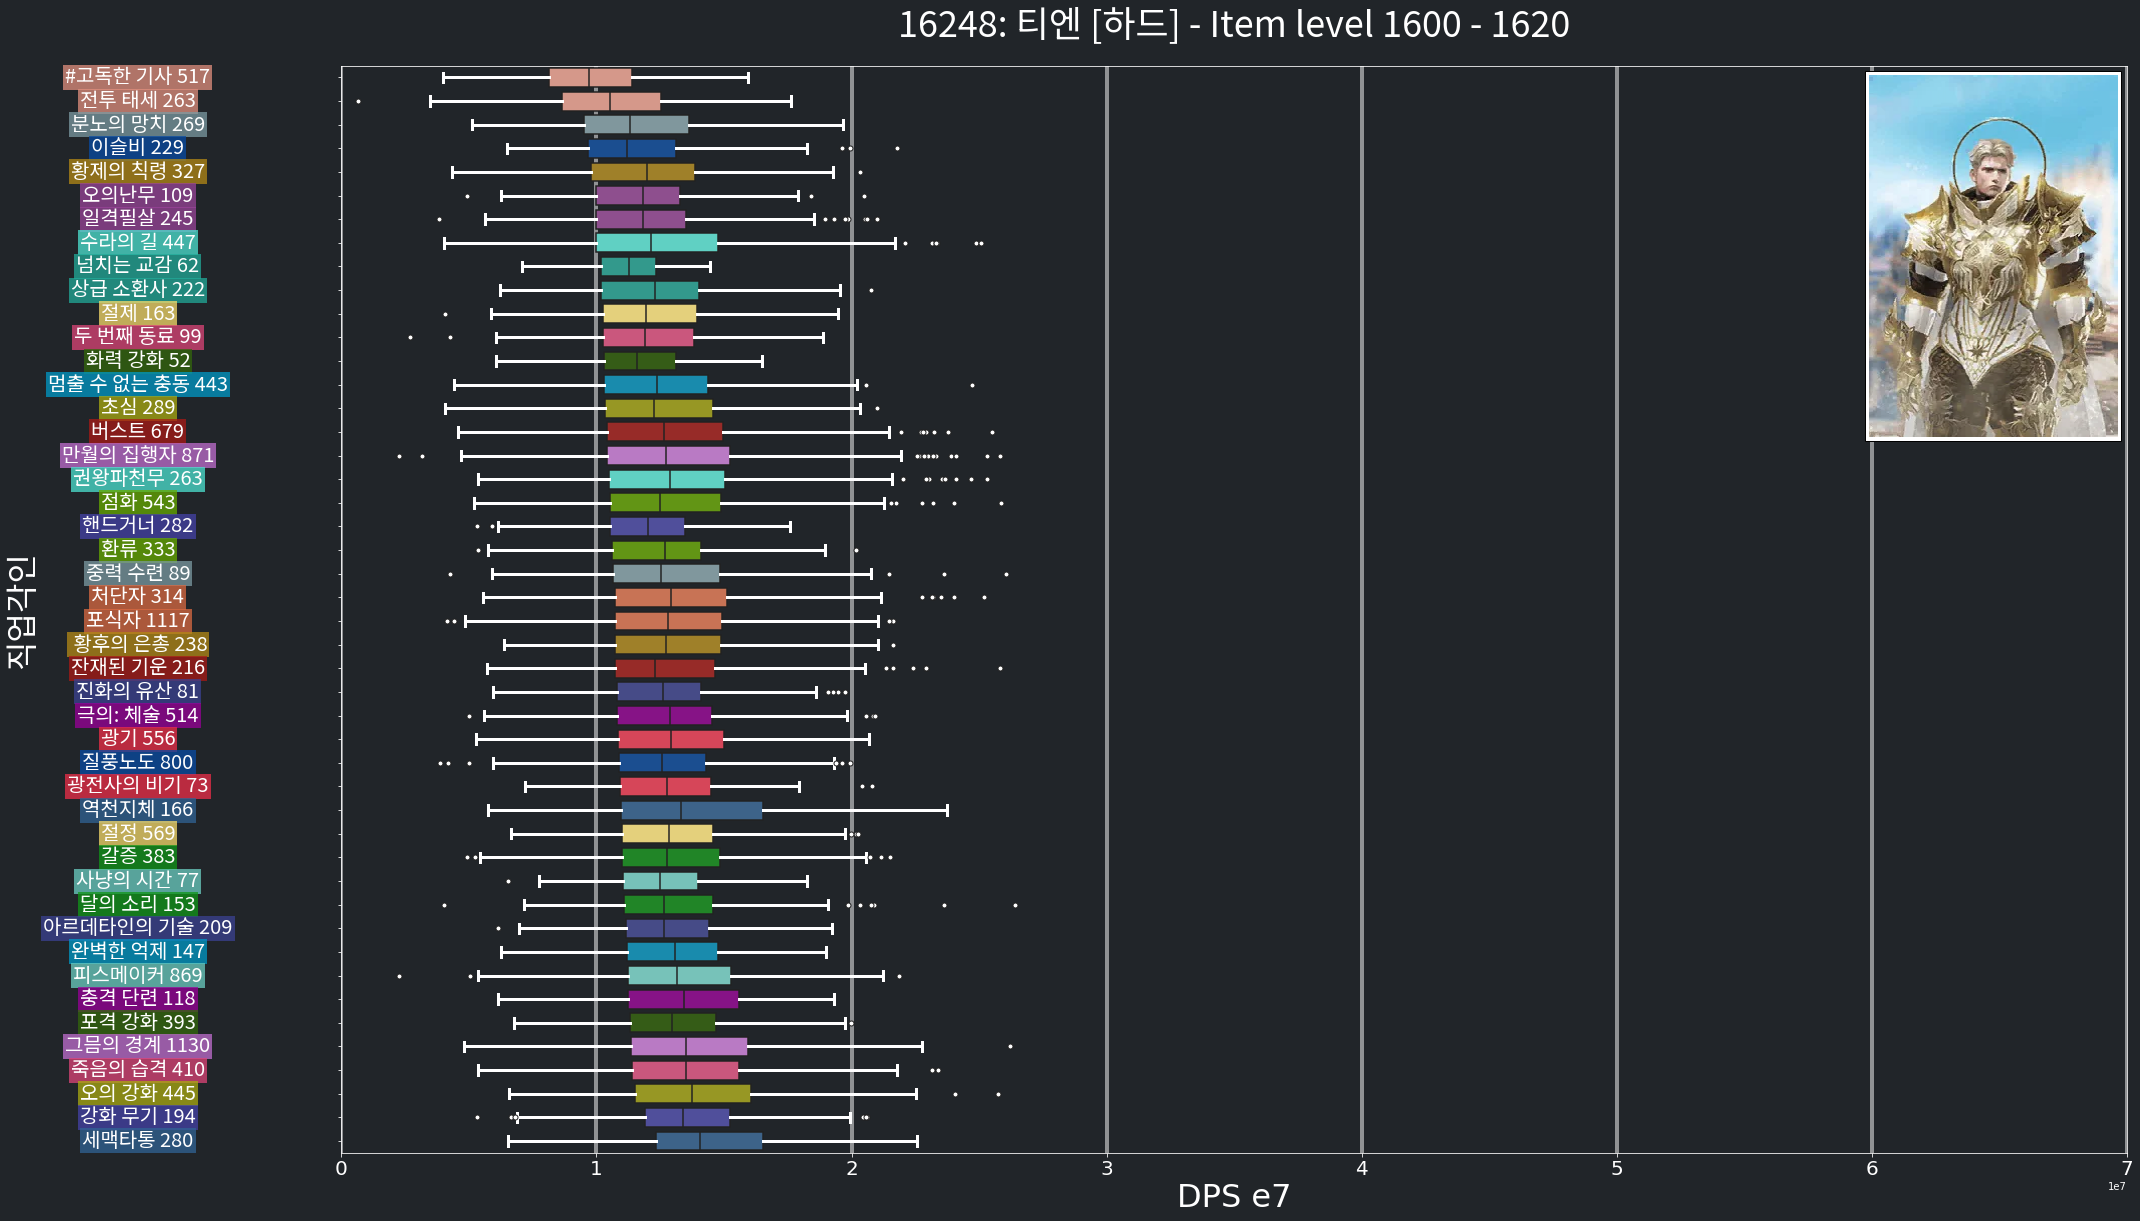 16248: 티엔 [하드] - Item level 1600 - 1620
직업각인
#고독한 기사 517
전투 태세 263
분노의 망치 269
이슬비 229
황제의 칙령 327
오의난무 109
일격필살 245
수라의 길 447
넘치는 교감 62
상급 소환사 222
절제 163
두 번째 동료 99
화력 강화 52
멈출 수 없는 충동 443
초심 289
버스트 679
만월의 집행자 871
권왕파천무 263
점화 543
핸드거너 282
환류 333
중력 수련 89
처단자 314
포식자 1117
황후의 은총 238
잔재된 기운 216
진화의 유산 81
극의: 체술 514
광기 556
질풍노도 800
광전사의 비기 73
역천지체 166
절정 569
갈증 383
사냥의 시간 77
달의 소리 153
아르데타인의 기술 209
완벽한 억제 147
피스메이커 869
충격 단련 118
포격 강화 393
그믐의 경계 1130
죽음의 습격 410
오의 강화 445
강화 무기 194
세맥타통 280
0 1 2 3 4 5 6 7
1e7
DPS e7